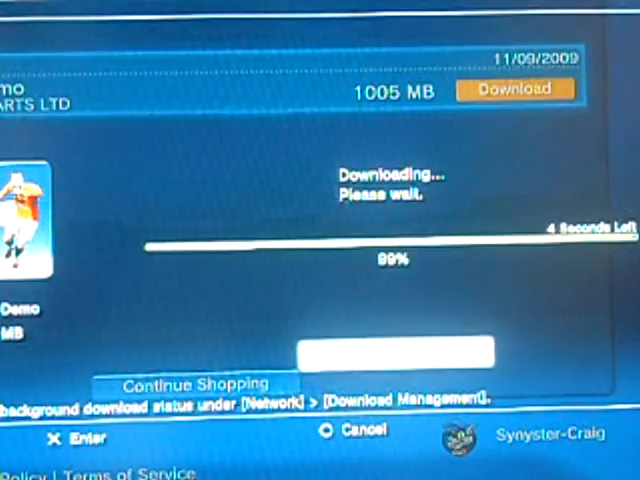 11/09/2009
mo
ARTS LTD
1005 MB
Download
Downloading...
Please wait.
4 Seconds Left
99%
Demo
MB
Continue Shopping
background download status under [Network] > [Download Management].
Enter
Cancel
Synyster-Craig
Policy | Terms of Service